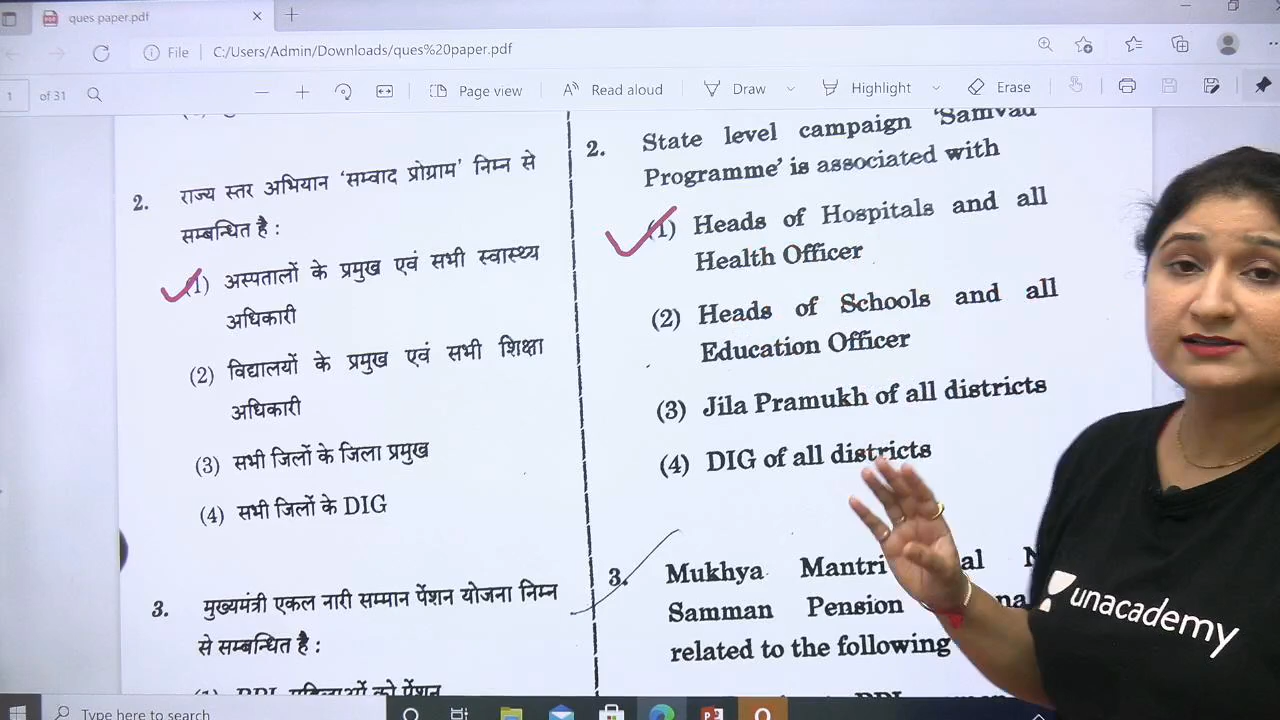 ques paper.pdf
File C:/Users/Admin/Downloads/ques%20paper.pdf
1 of 31 Page view Read aloud Draw Highlight Erase
2. राज्य स्तर अभियान ‘सम्वाद प्रोग्राम’ निम्न से
सम्बन्धित है :
(1) अस्पतालों के प्रमुख एवं सभी स्वास्थ्य
अधिकारी
(2) विद्यालयों के प्रमुख एवं सभी शिक्षा
अधिकारी
(3) सभी जिलों के जिला प्रमुख
(4) सभी जिलों के DIG
3. मुख्यमंत्री एकल नारी सम्मान पेंशन योजना निम्न
से सम्बन्धित है :
2. State level campaign ‘Samvad
Programme’ is associated with
(1) Heads of Hospitals and all
Health Officer
(2) Heads of Schools and all
Education Officer
(3) Jila Pramukh of all districts
(4) DIG of all districts
3. Mukhya Mantri
Samman Pension
related to the following
unacademy
Type here to search